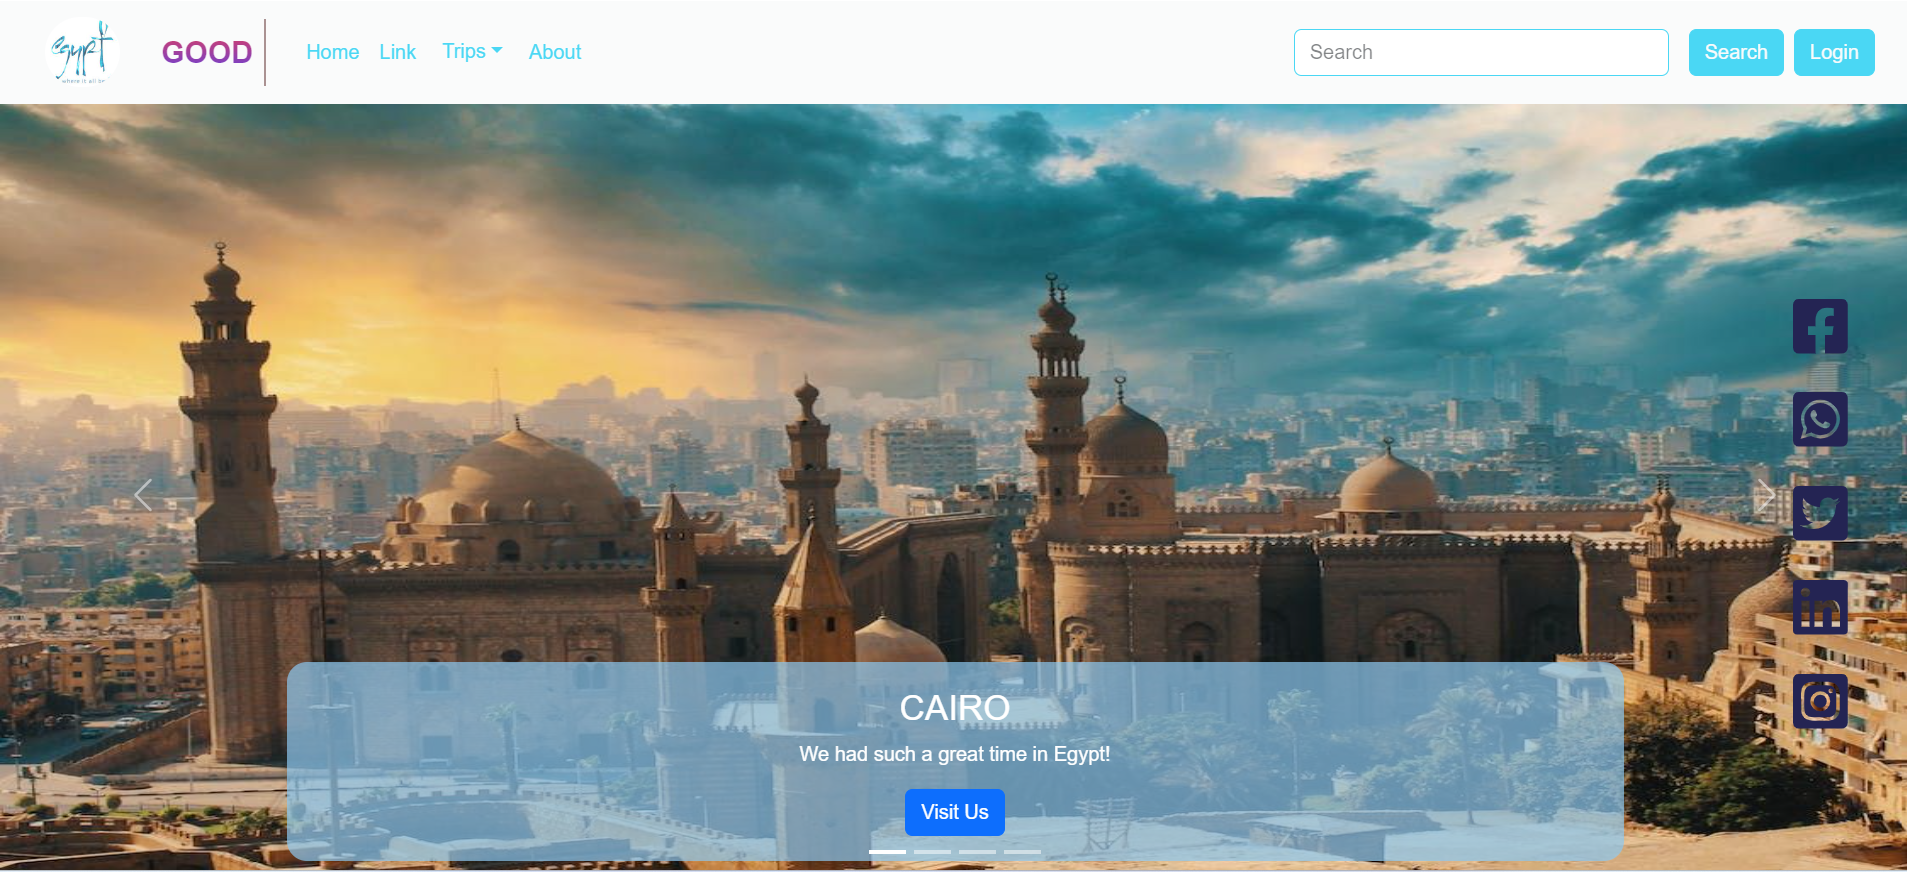 Egypt
where it all begins
GOOD
Home
Link
Trips
About
Search
Search
Login
CAIRO
We had such a great time in Egypt!
Visit Us